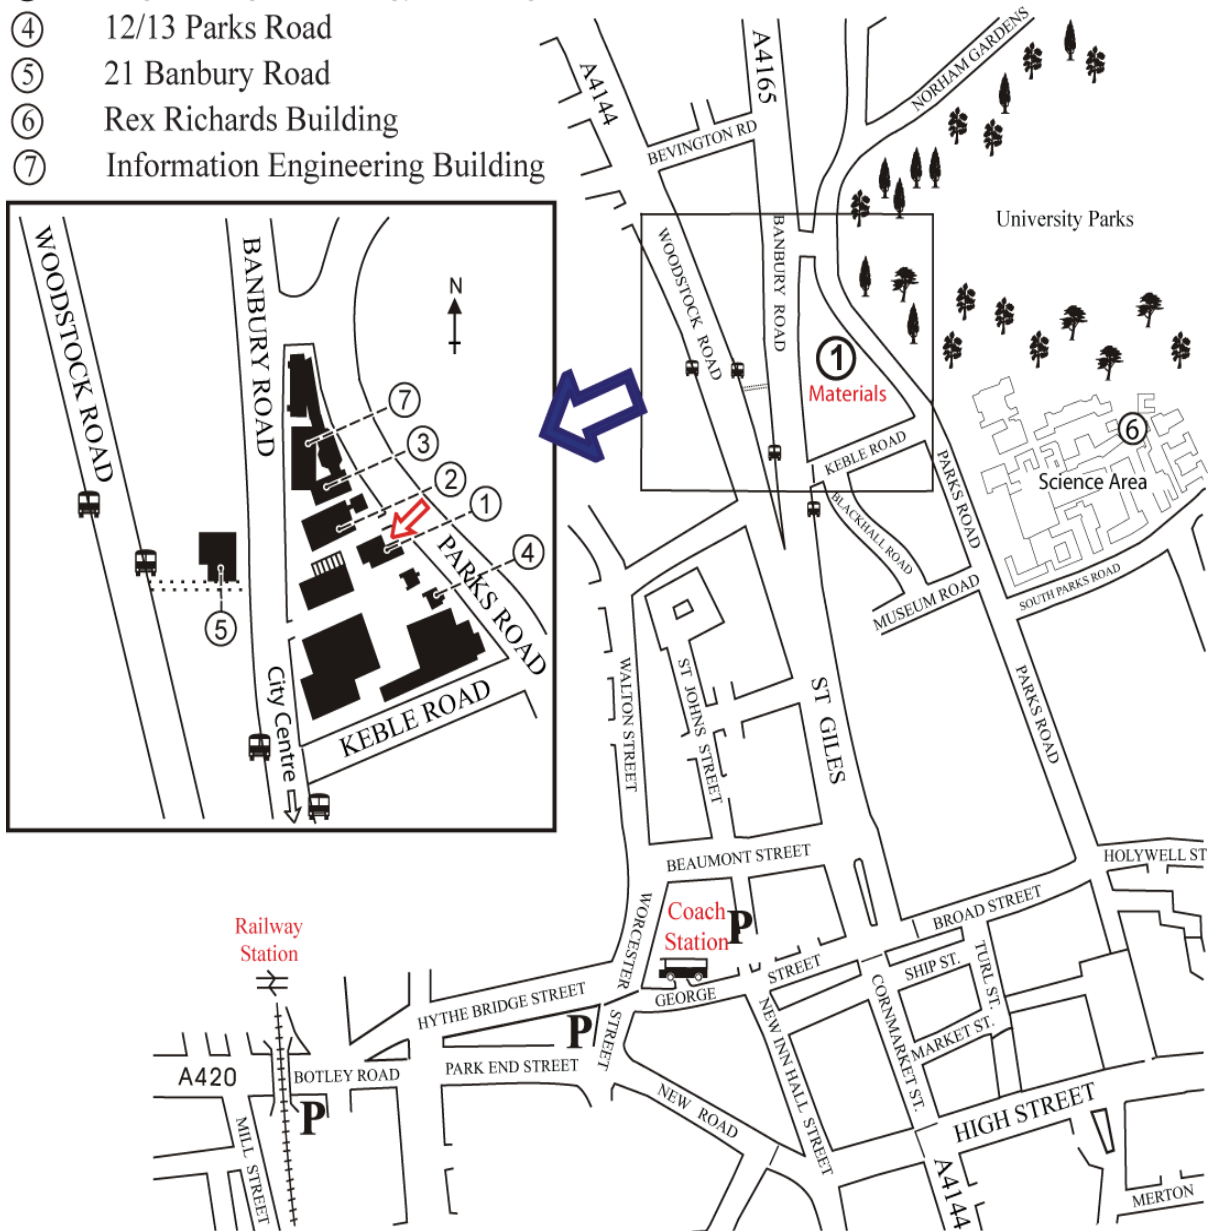 ④ 12/13 Parks Road
⑤ 21 Banbury Road
⑥ Rex Richards Building
⑦ Information Engineering Building
WOODSTOCK ROAD
BANBURY ROAD
N
7
3
2
1
4
5
PARKS ROAD
KEBLE ROAD
City Centre
A4144
A4165
NORHAM GARDENS
BEVINGTON RD
University Parks
WOODSTOCK ROAD
BANBURY ROAD
1
Materials
6
Science Area
KEBLE ROAD
PARKS ROAD
BLACKHALL ROAD
MUSEUM ROAD
SOUTH PARKS ROAD
WALTON STREET
ST JOHNS STREET
ST GILES
PARKS ROAD
BEAUMONT STREET
HOLYWELL ST
WORCESTER
STREET
Coach
Station
P
BROAD STREET
Railway
Station
STREET
GEORGE
SHIP ST.
TURL ST.
CORNMARKET ST.
MARKET ST.
HYTHE BRIDGE STREET
P
NEW INN HALL STREET
A420
BOTLEY ROAD
PARK END STREET
P
NEW ROAD
HIGH STREET
MILL STREET
A4144
MERTON